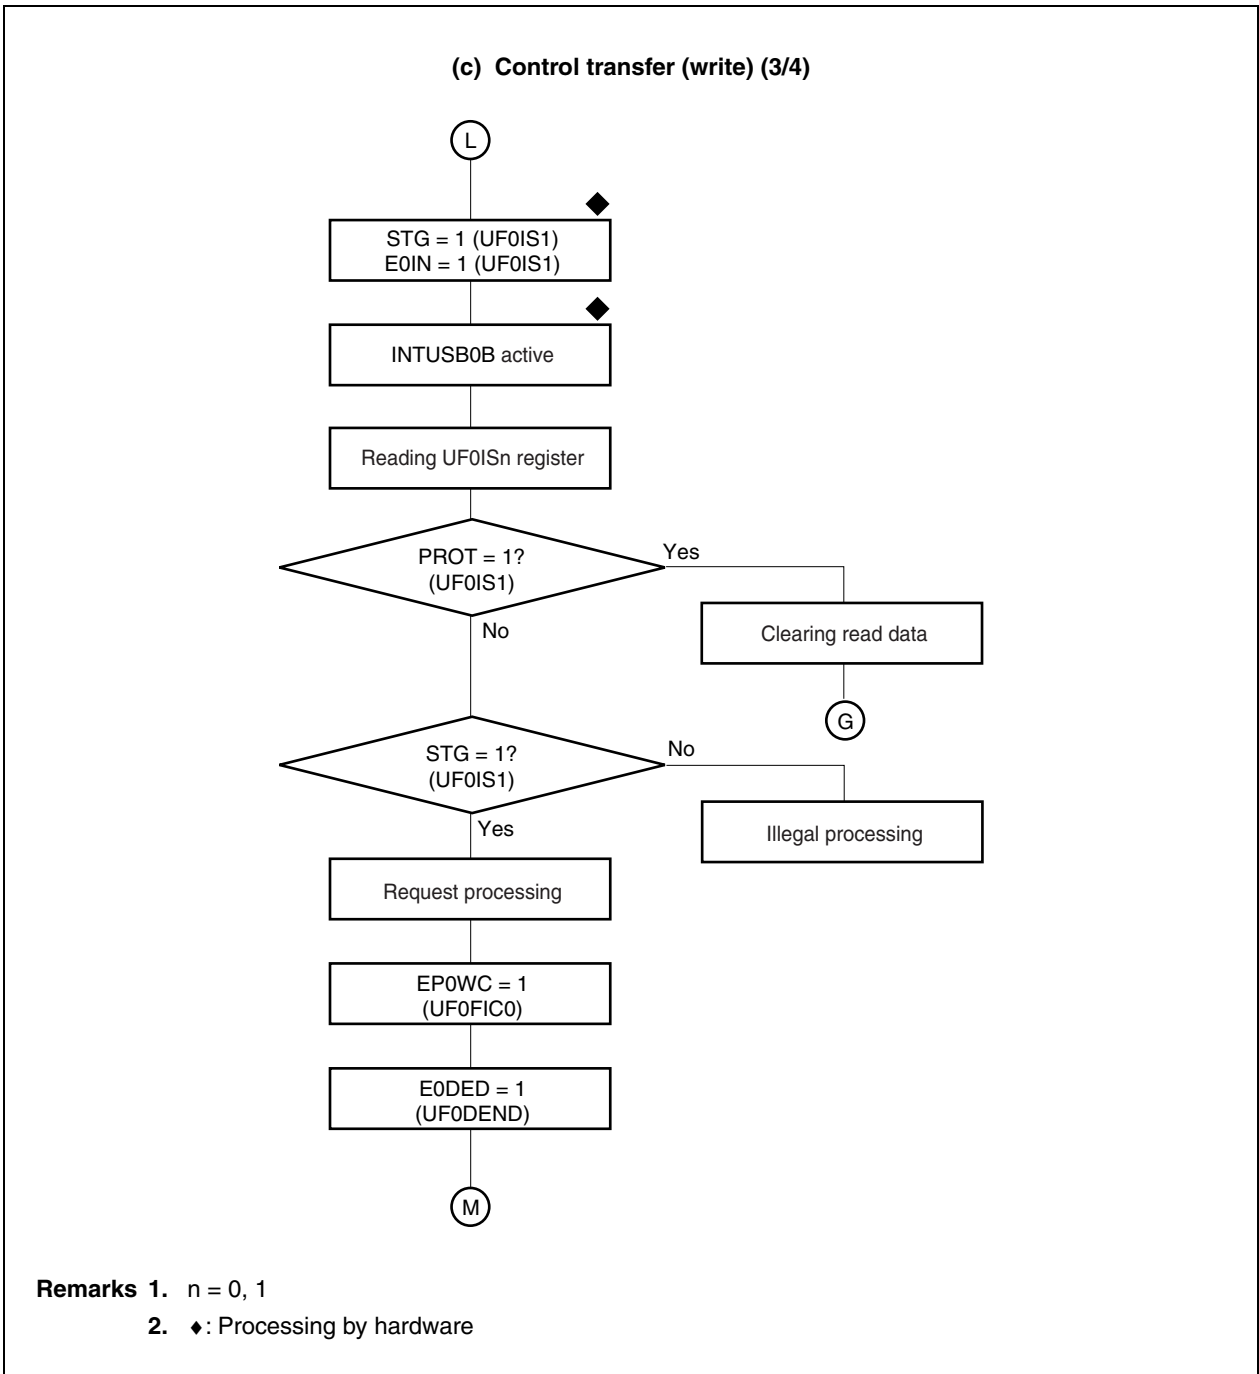 (c) Control transfer (write) (3/4)
L
STG = 1 (UF0IS1)
E0IN = 1 (UF0IS1)
INTUSB0B active
Reading UF0ISn register
PROT = 1?
(UF0IS1)
Yes
No
Clearing read data
G
STG = 1?
(UF0IS1)
No
Yes
Illegal processing
Request processing
EP0WC = 1
(UF0FIC0)
E0DED = 1
(UF0DEND)
M
Remarks 1. n = 0, 1
2. ♦: Processing by hardware